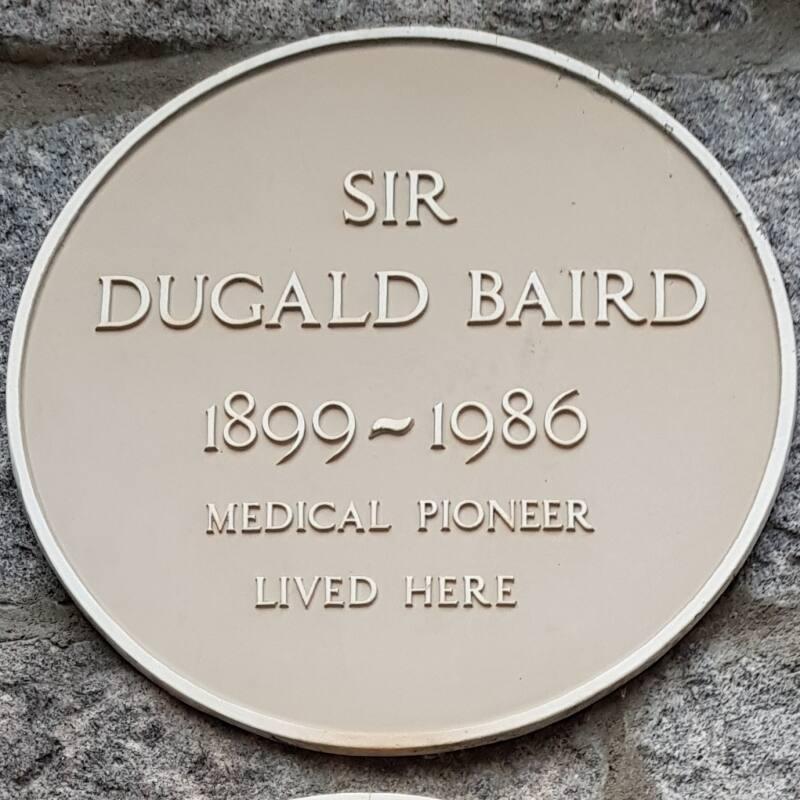 SIR
DUGALD BAIRD
1899~1986
MEDICAL PIONEER
LIVED HERE